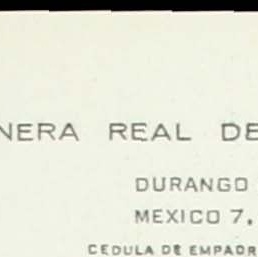 NERA REAL DE
DURANGO
MEXICO 7,
CEDULA DE EMPADR